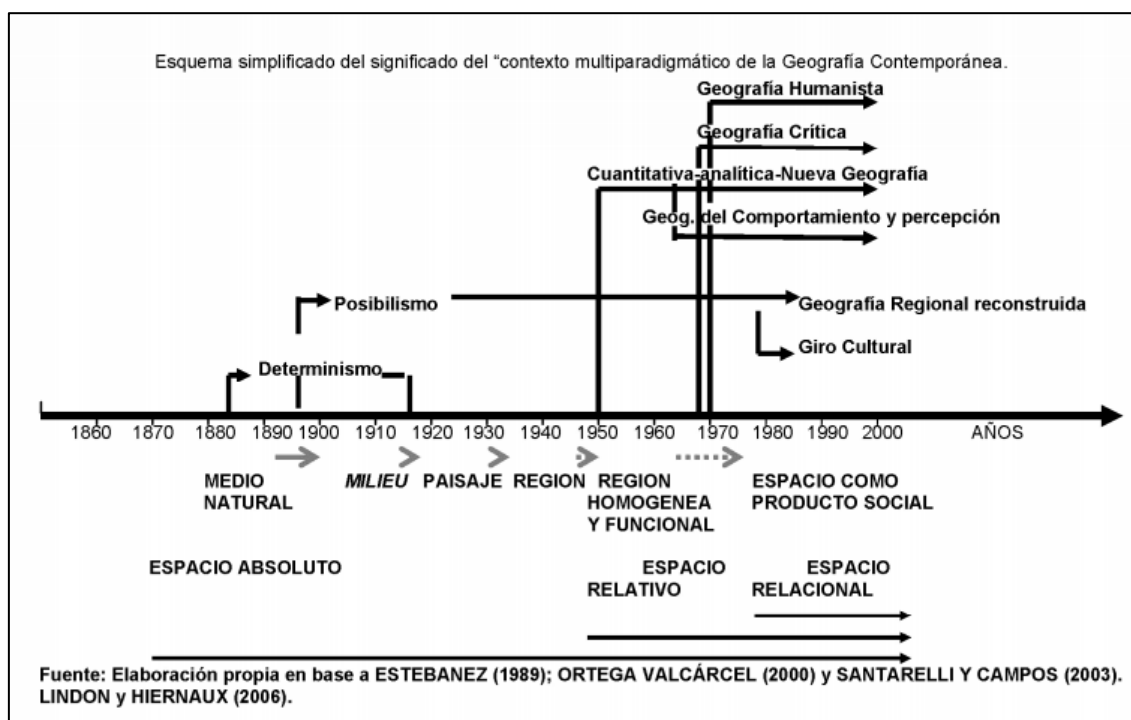 Esquema simplificado del significado del “contexto multiparadigmático de la Geografía Contemporánea.
Geografía Humanista
Geografía Crítica
Cuantitativa-analítica-Nueva Geografía
Geog. del Comportamiento y percepción
Posibilismo
Geografía Regional reconstruida
Giro Cultural
Determinismo
1860 1870 1880 1890 1900 1910 1920 1930 1940 1950 1960 1970 1980 1990 2000 AÑOS
MEDIO MILIEU PAISAJE REGION REGION ESPACIO COMO
NATURAL HOMOGENEA PRODUCTO SOCIAL
Y FUNCIONAL
ESPACIO ABSOLUTO ESPACIO ESPACIO
RELATIVO RELACIONAL
Fuente: Elaboración propia en base a ESTEBANEZ (1989); ORTEGA VALCÁRCEL (2000) y SANTARELLI Y CAMPOS (2003).
LINDON y HIERNAUX (2006).